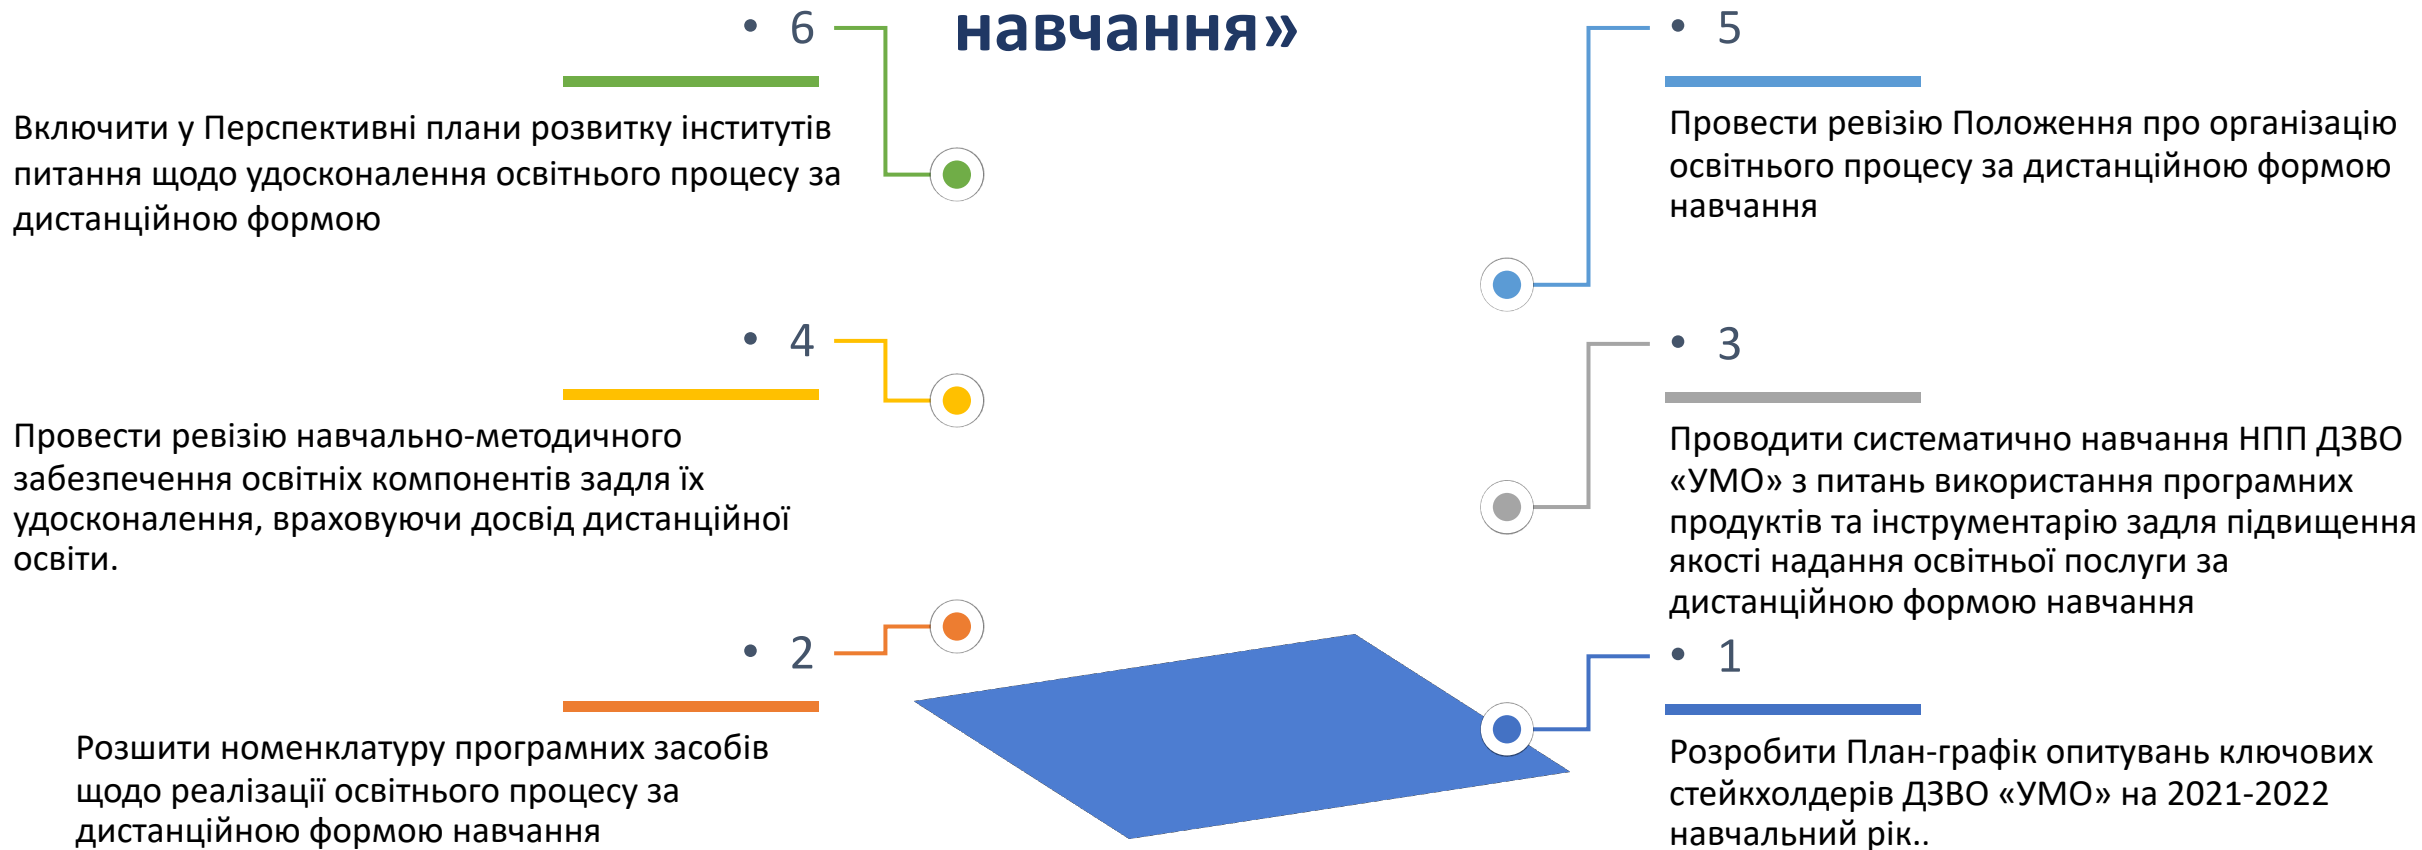 навчання»
• 6
Включити у Перспективні плани розвитку інститутів
питання щодо удосконалення освітнього процесу за
дистанційною формою
• 5
Провести ревізію Положення про організацію
освітнього процесу за дистанційною формою
навчання
• 4
Провести ревізію навчально-методичного
забезпечення освітніх компонентів задля їх
удосконалення, враховуючи досвід дистанційної
освіти.
• 3
Проводити систематично навчання НПП ДЗВО
«УМО» з питань використання програмних
продуктів та інструментарію задля підвищення
якості надання освітньої послуги за
дистанційною формою навчання
• 2
Розшити номенклатуру програмних засобів
щодо реалізації освітнього процесу за
дистанційною формою навчання
• 1
Розробити План-графік опитувань ключових
стейкхолдерів ДЗВО «УМО» на 2021-2022
навчальний рік..